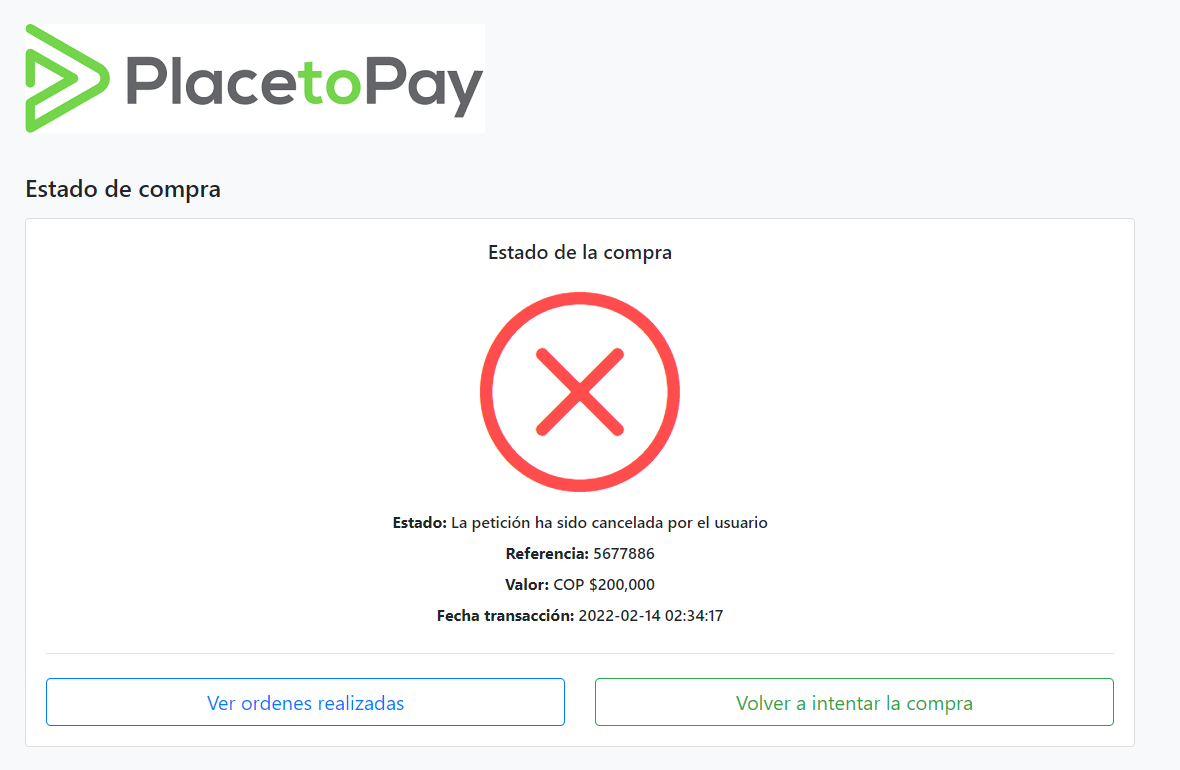 PlacetoPay
Estado de compra
Estado de la compra
Estado: La petición ha sido cancelada por el usuario
Referencia: 5677886
Valor: COP $200,000
Fecha transacción: 2022-02-14 02:34:17
Ver ordenes realizadas
Volver a intentar la compra